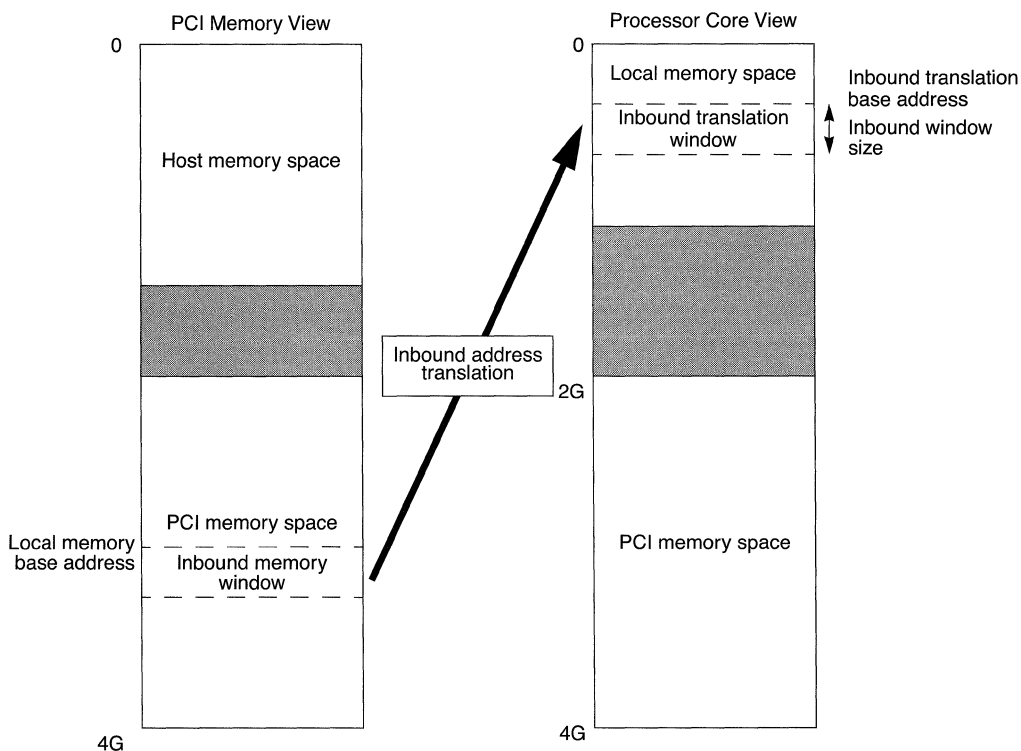 PCI Memory View
0
Host memory space
PCI memory space
Local memory
base address
Inbound memory
window
4G
Inbound address
translation
Processor Core View
0
Local memory space
Inbound translation
window
Inbound translation
base address
Inbound window
size
2G
PCI memory space
4G